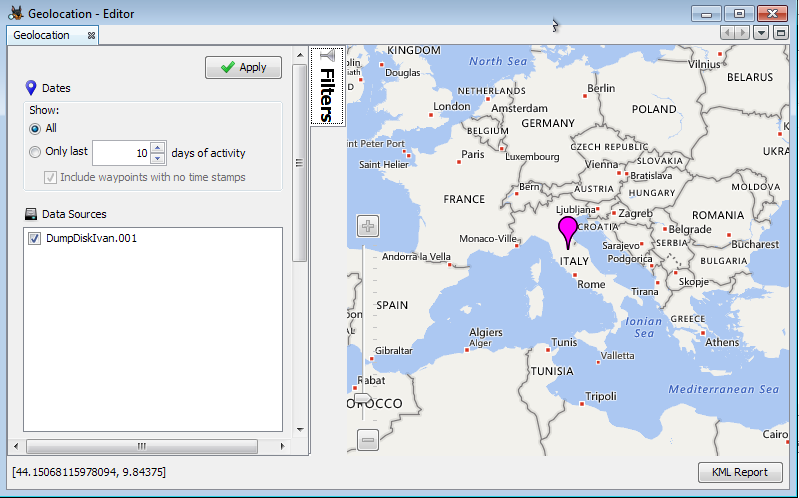 Geolocation - Editor
Geolocation
Apply
Dates
Show:
All
Only last 10 days of activity
Include waypoints with no time stamps
Data Sources
DumpDiskIvan.001
Filters
KINGDOM
North Sea
Vilnius
Douglas
BELARUS
NETHERLANDS
Berlin
London
Amsterdam
POLAND
BELGIUM
GERMANY
UKRA
Saint Peter Port
CZECH REPUBLIC
Paris
Luxembourg
Saint Helier
SLOVAKIA
Vienna
Bratislava
Bern
AUSTRIA
HUNGARY
MOLDOVA
FRANCE
Ljubljana
Zagreb
ROMANIA
CROATIA
Belgrade
Monaco-Ville
Sarajevo
SERBIA
Bucharest
Andorra la Vella
ITALY
Podgorica
BULGARIA
Rome
Skopje
Tirana
SPAIN
GREECE
Ionian
Sea
Algiers
Alger
Tunis
Athens
Gibraltar
Valletta
Rabat
TUNISIA
Mediterranean Sea
OROCCO
Tripoli
Cairo
[44.15068115978094, 9.84375]
KML Report